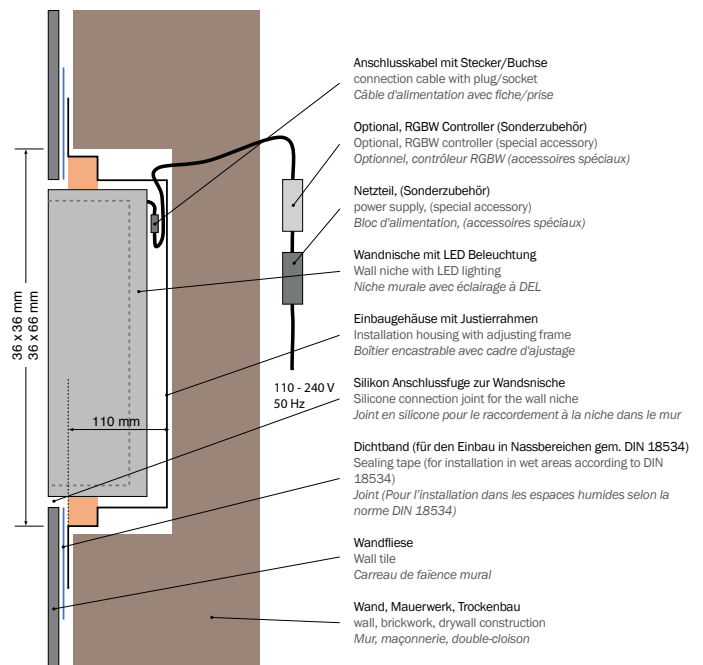 Anschlusskabel mit Stecker/Buchse
connection cable with plug/socket
Câble d'alimentation avec fiche/prise
Optional, RGBW Controller (Sonderzubehör)
Optional, RGBW controller (special accessory)
Optionnel, contrôleur RGBW (accessoires spéciaux)
Netzteil, (Sonderzubehör)
power supply, (special accessory)
Bloc d'alimentation, (accessoires spéciaux)
Wandnische mit LED Beleuchtung
Wall niche with LED lighting
Niche murale avec éclairage à DEL
Einbaugehäuse mit Justierrahmen
Installation housing with adjusting frame
Boîtier encastrable avec cadre d'ajustage
36 x 36 mm
36 x 66 mm
110 - 240 V
50 Hz
110 mm
Silikon Anschlussfuge zur Wandsnische
Silicone connection joint for the wall niche
Joint en silicone pour le raccordement à la niche dans le mur
Dichtband (für den Einbau in Nassbereichen gem. DIN 18534)
Sealing tape (for installation in wet areas according to DIN
18534)
Joint (Pour l'installation dans les espaces humides selon la
norme DIN 18534)
Wandfliese
Wall tile
Carreau de faïence mural
Wand, Mauerwerk, Trockenbau
wall, brickwork, drywall construction
Mur, maçonnerie, double-cloison